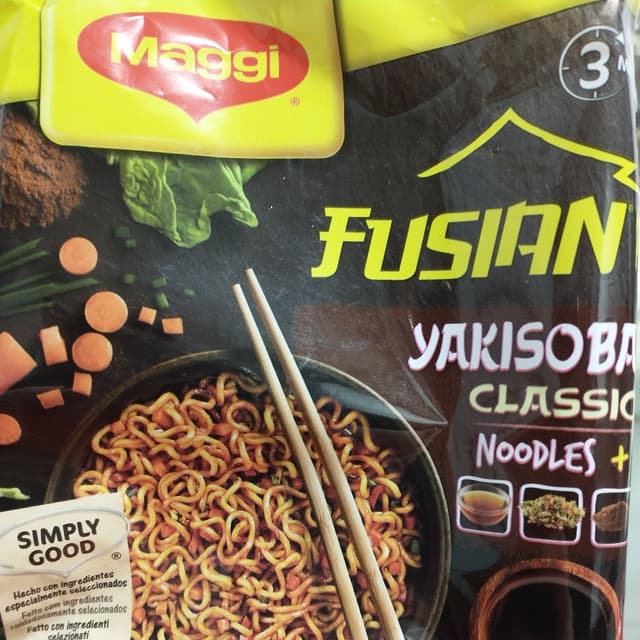 Maggi
®
3
FUSIAN
YAKISOBA
CLASSIC
NOODLES +
SIMPLY
GOOD ®
Hecho con ingredientes
especialmente seleccionados
Feito com ingredientes
cuidadosamente selecionados
Fatto con ingredienti
selezionati